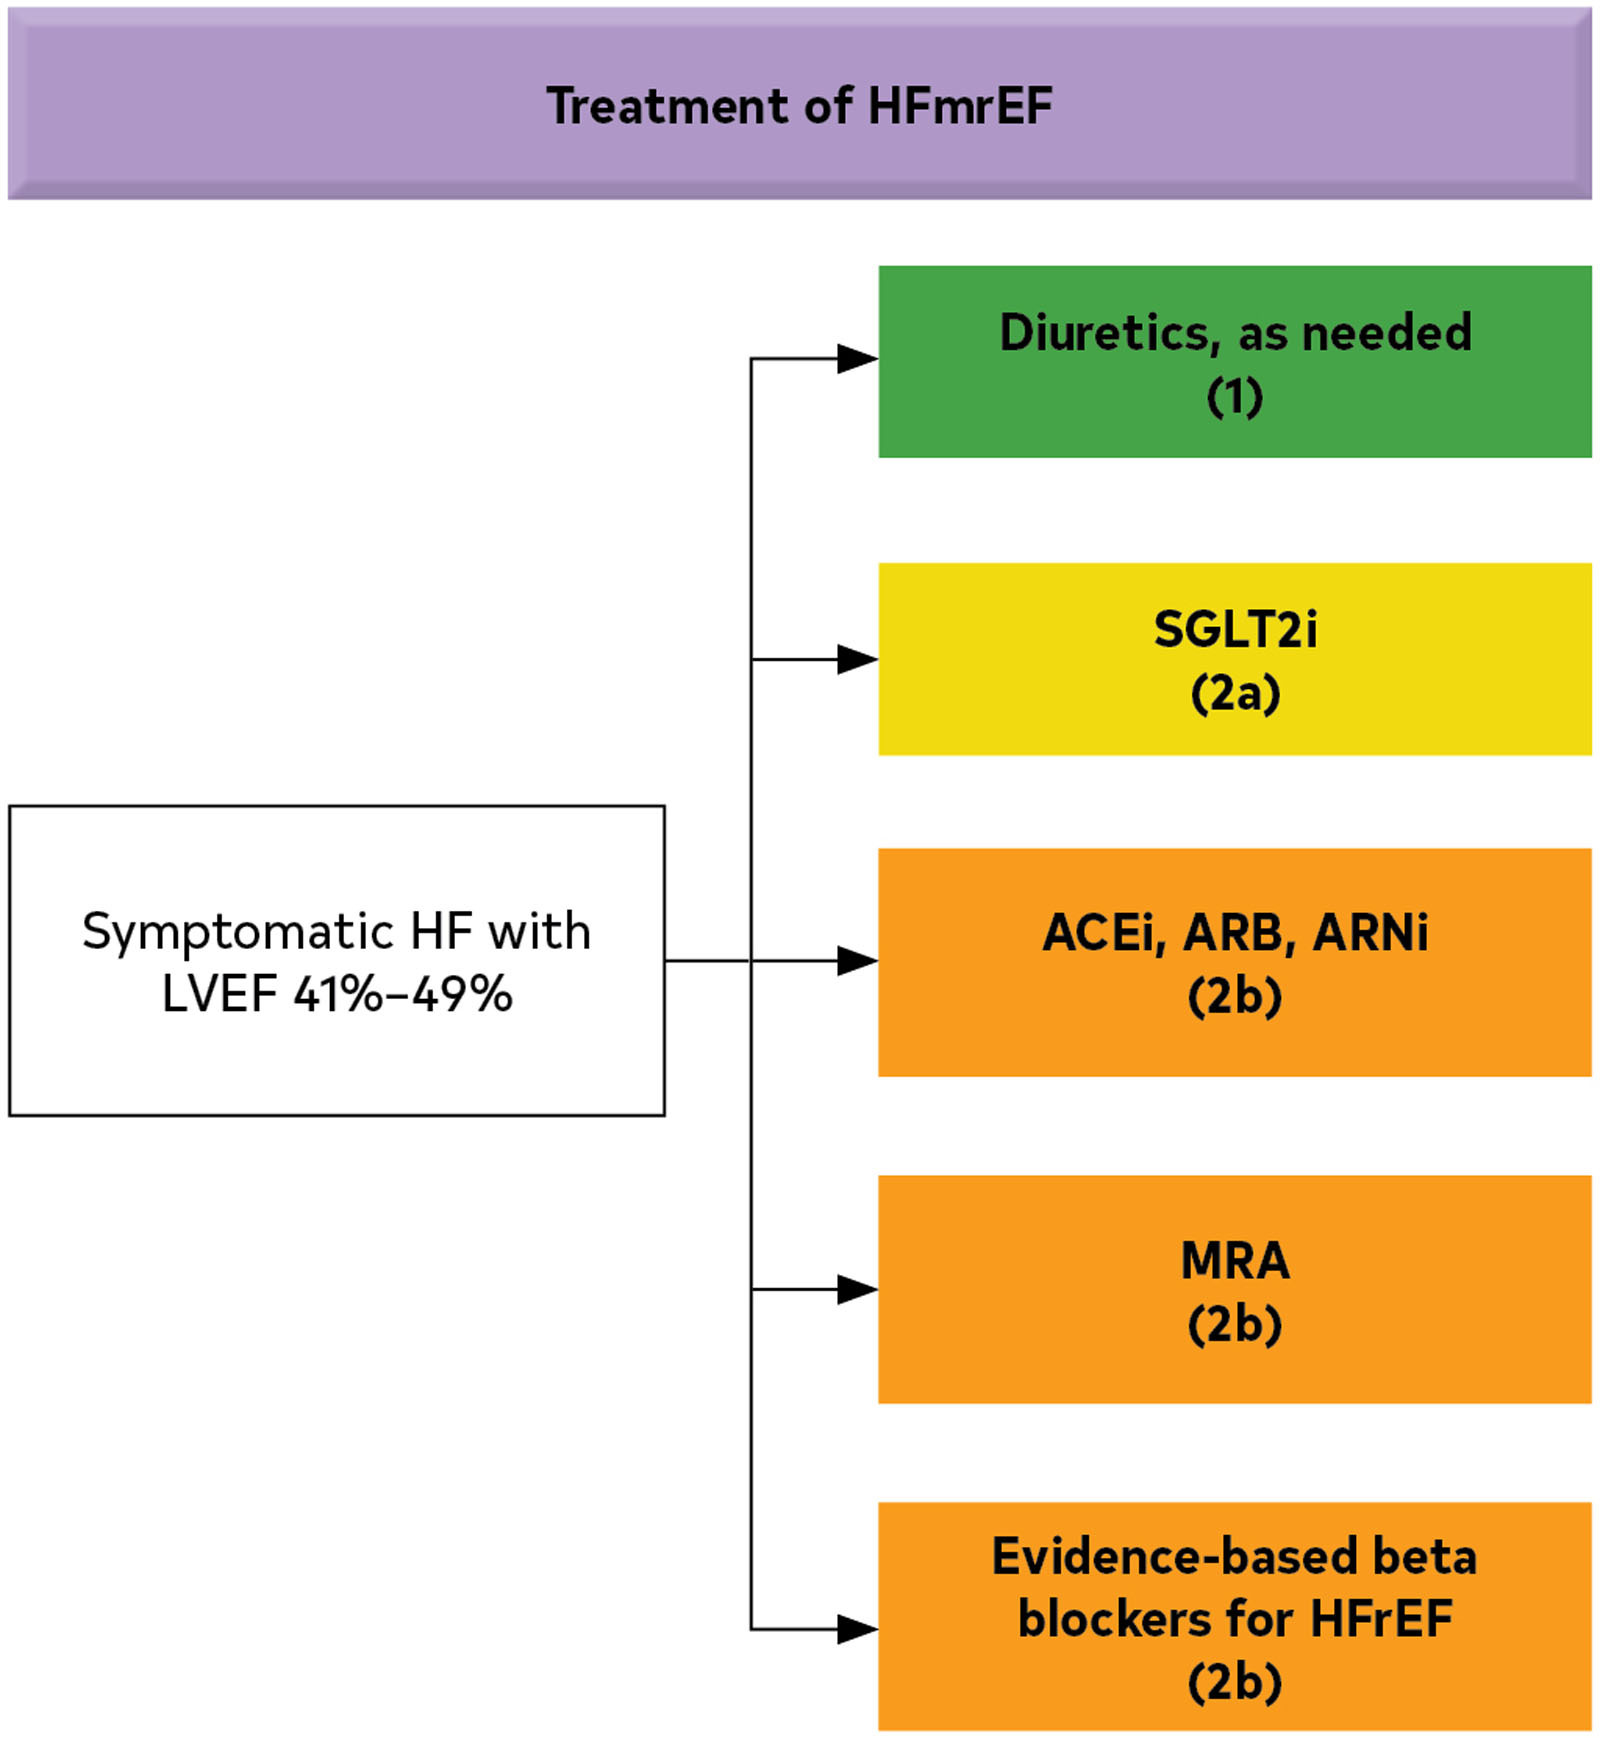 Treatment of HFmrEF
Symptomatic HF with
LVEF 41%–49%
Diuretics, as needed
(1)
SGLT2i
(2a)
ACEi, ARB, ARNi
(2b)
MRA
(2b)
Evidence-based beta
blockers for HFrEF
(2b)